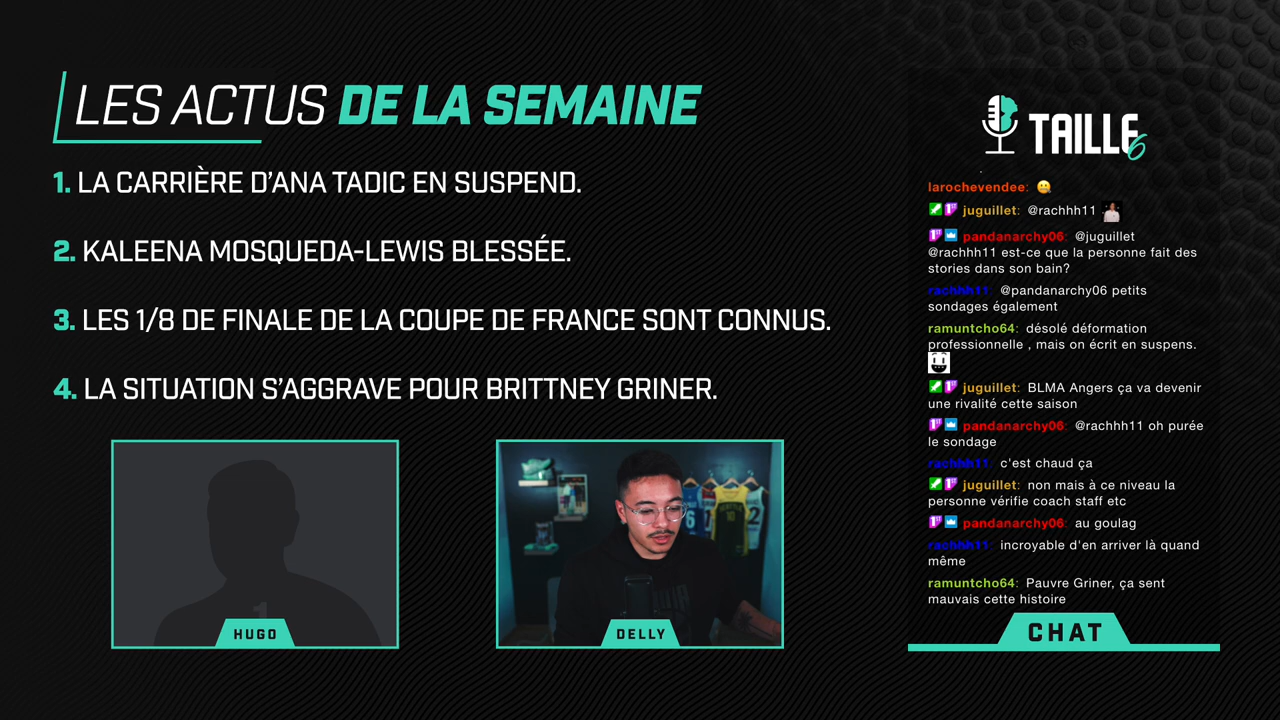 LES ACTUS DE LA SEMAINE
1. LA CARRIÈRE D'ANA TADIC EN SUSPEND.
2. KALEENA MOSQUEDA-LEWIS BLESSÉE.
3. LES 1/8 DE FINALE DE LA COUPE DE FRANCE SONT CONNUS.
4. LA SITUATION S'AGGRAVE POUR BRITTNEY GRINER.
1
HUGO
6
10
2
DELLY
TAILLE
6
larochevendee:
juguillet: @rachhh11
pandanarchy06: @juguillet
@rachhh11 est-ce que la personne fait des
stories dans son bain?
rachhh11: @pandanarchy06 petits
sondages également
ramuntcho64: désolé déformation
professionnelle , mais on écrit en suspens.
juguillet: BLMA Angers ça va devenir
une rivalité cette saison
pandanarchy06: @rachhh11 oh purée
le sondage
rachhh11: c'est chaud ça
juguillet: non mais à ce niveau la
personne vérifie coach staff etc
pandanarchy06: au goulag
rachhh11: incroyable d'en arriver là quand
même
ramuntcho64: Pauvre Griner, ça sent
mauvais cette histoire
CHAT